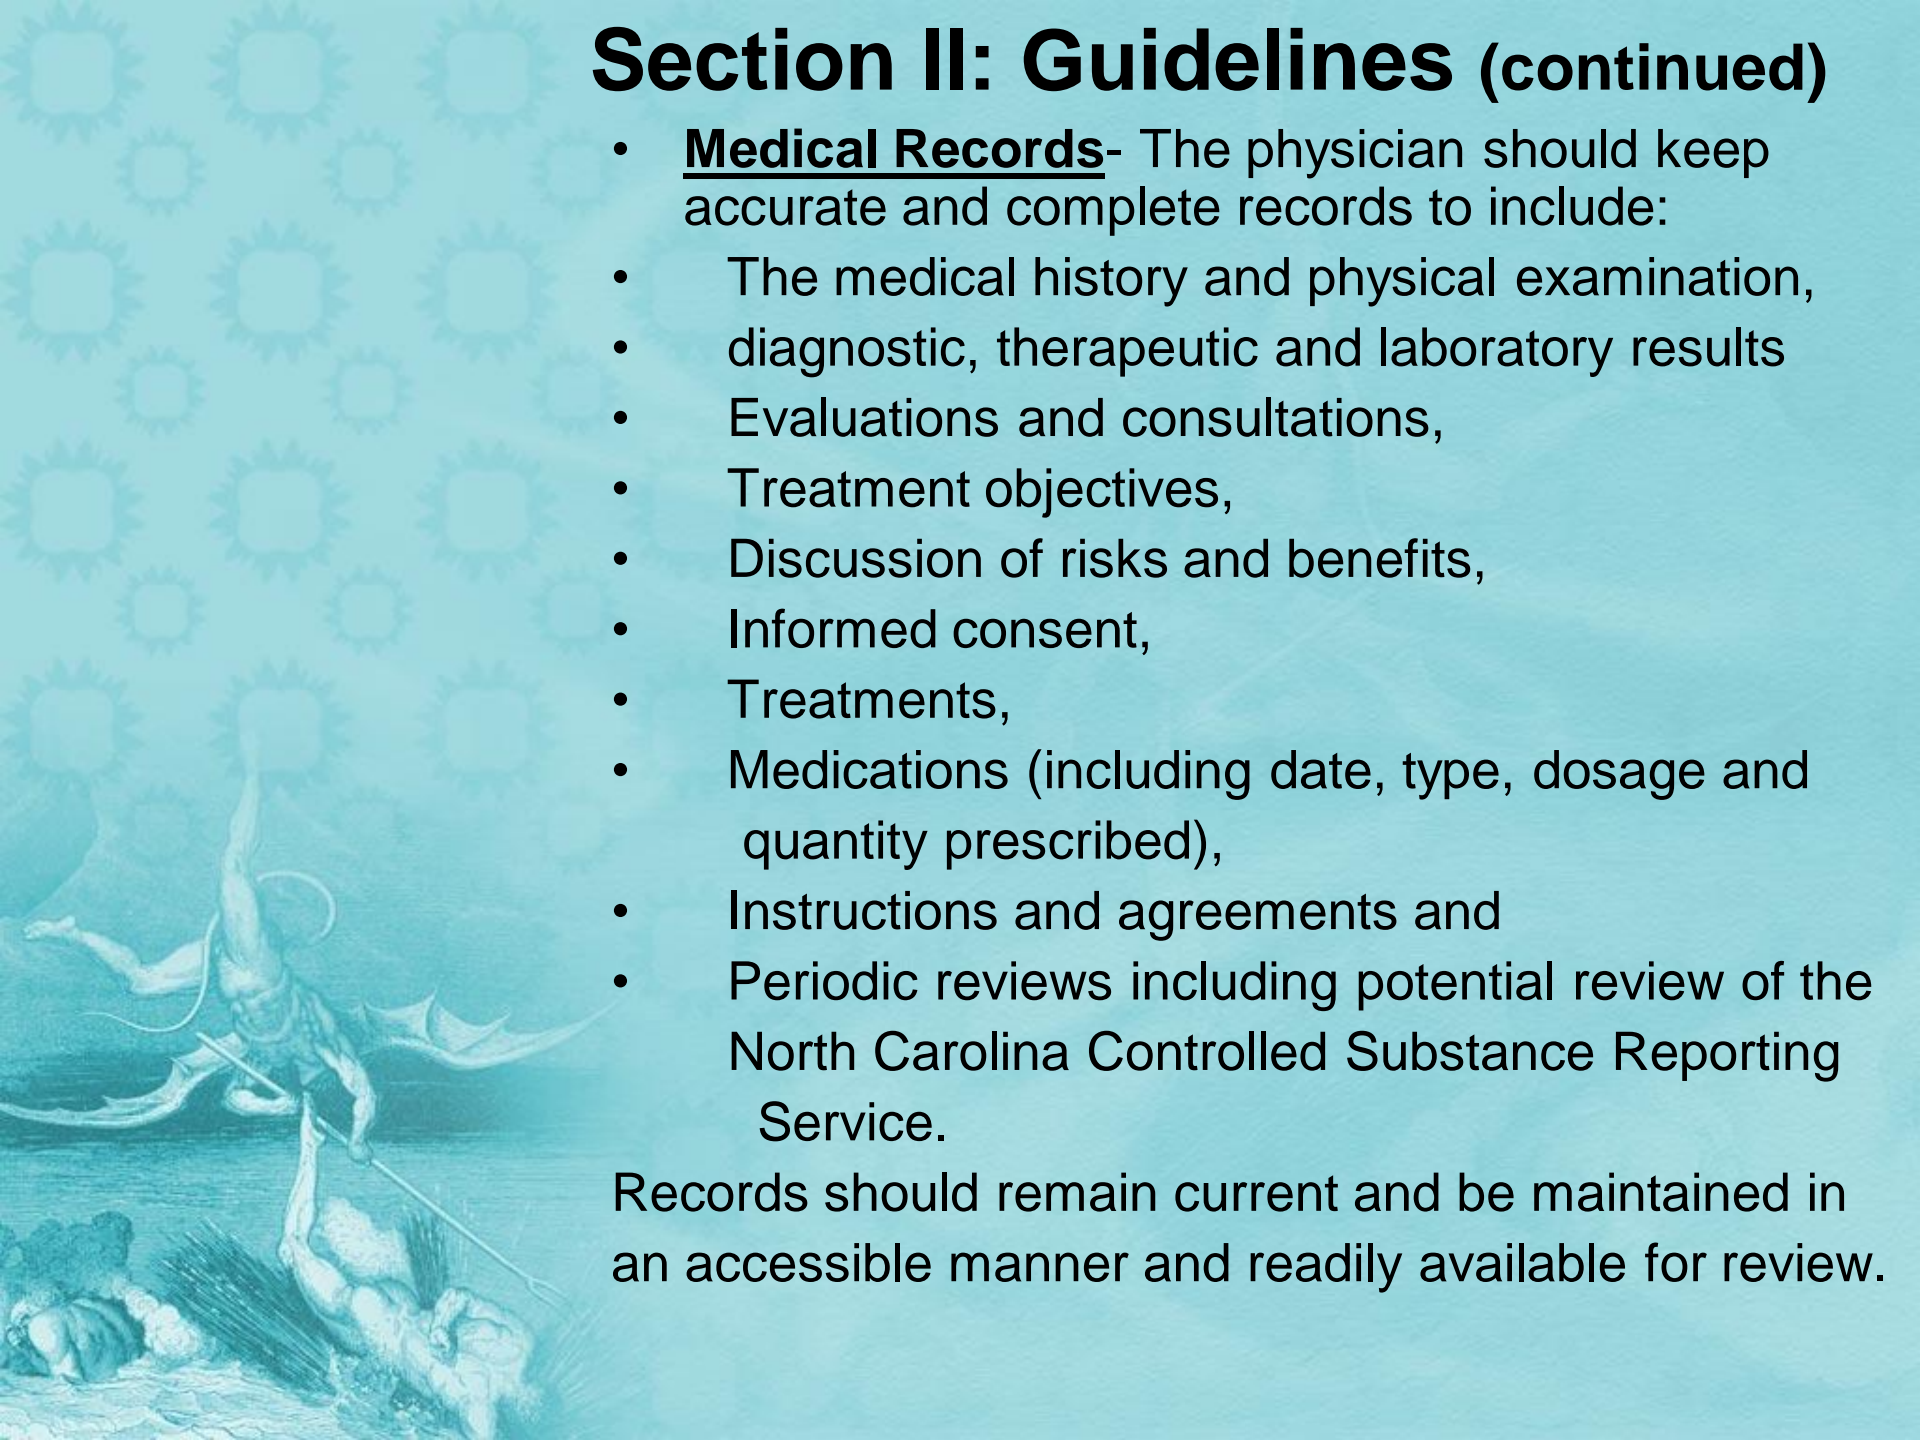 Section II: Guidelines (continued)
• Medical Records- The physician should keep
accurate and complete records to include:
• The medical history and physical examination,
• diagnostic, therapeutic and laboratory results
• Evaluations and consultations,
• Treatment objectives,
• Discussion of risks and benefits,
• Informed consent,
• Treatments,
• Medications (including date, type, dosage and
quantity prescribed),
• Instructions and agreements and
• Periodic reviews including potential review of the
North Carolina Controlled Substance Reporting
Service.
Records should remain current and be maintained in
an accessible manner and readily available for review.